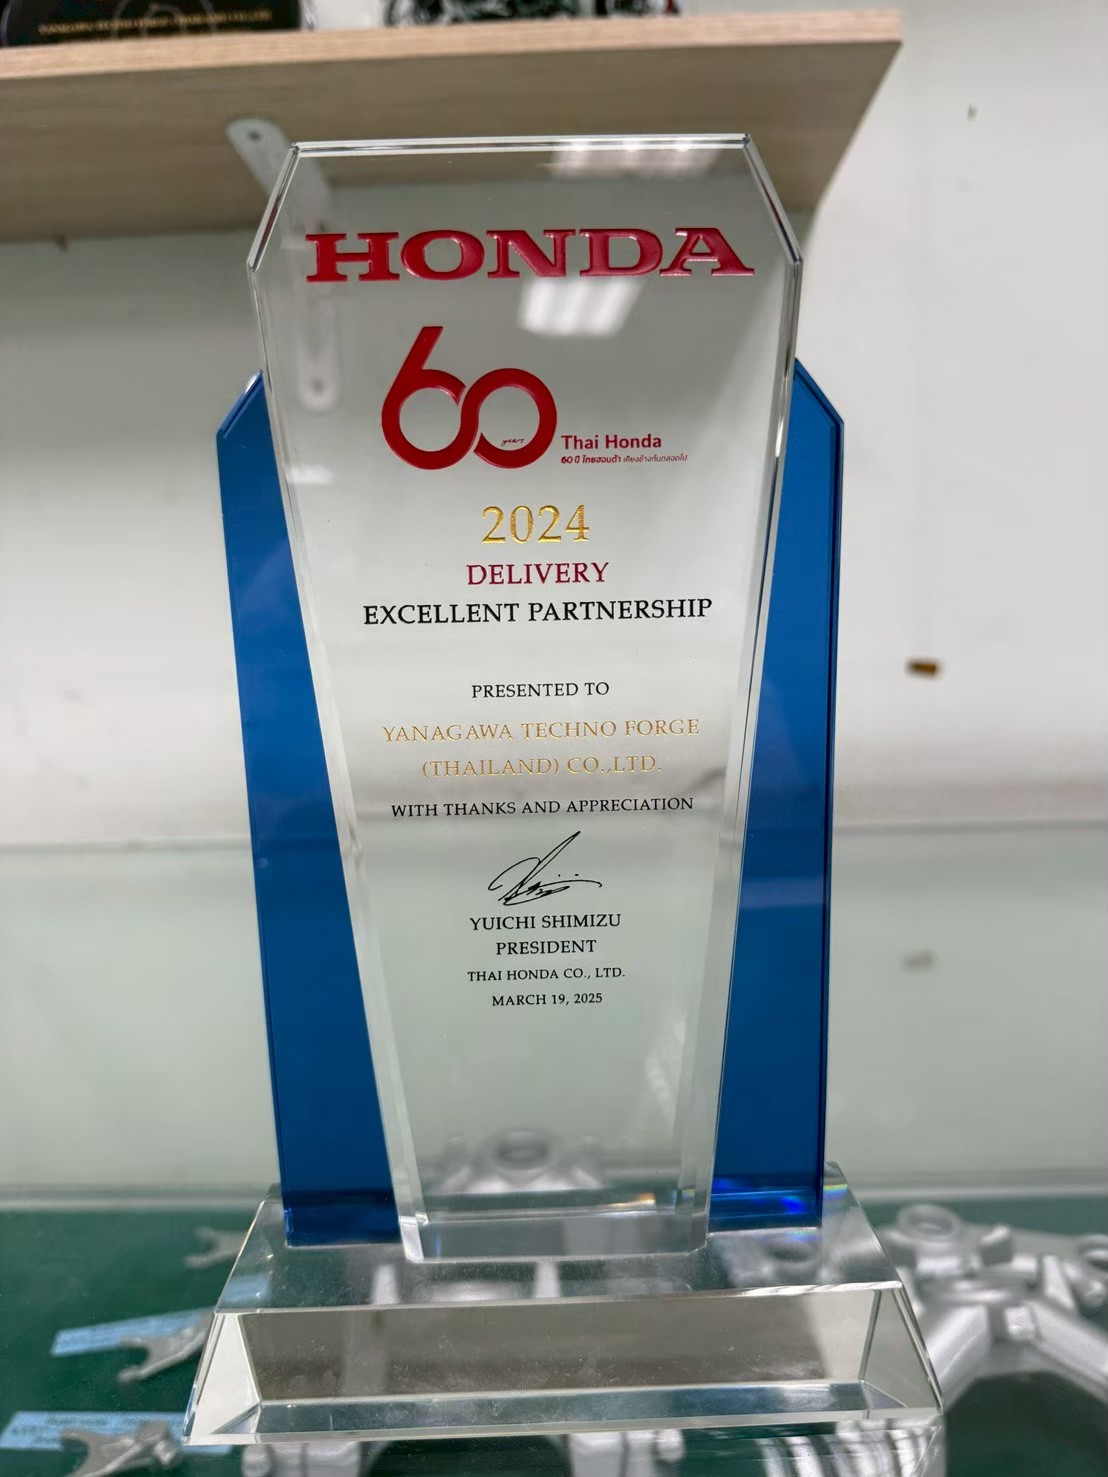 HONDA
60
years
Thai Honda
60 ปี ไทยฮอนด้า เคียงข้างกันตลอดไป
2024
DELIVERY
EXCELLENT PARTNERSHIP
PRESENTED TO
YANAGAWA TECHNO FORGE
(THAILAND) CO.,LTD.
WITH THANKS AND APPRECIATION
YUICHI SHIMIZU
PRESIDENT
THAI HONDA CO., LTD.
MARCH 19, 2025